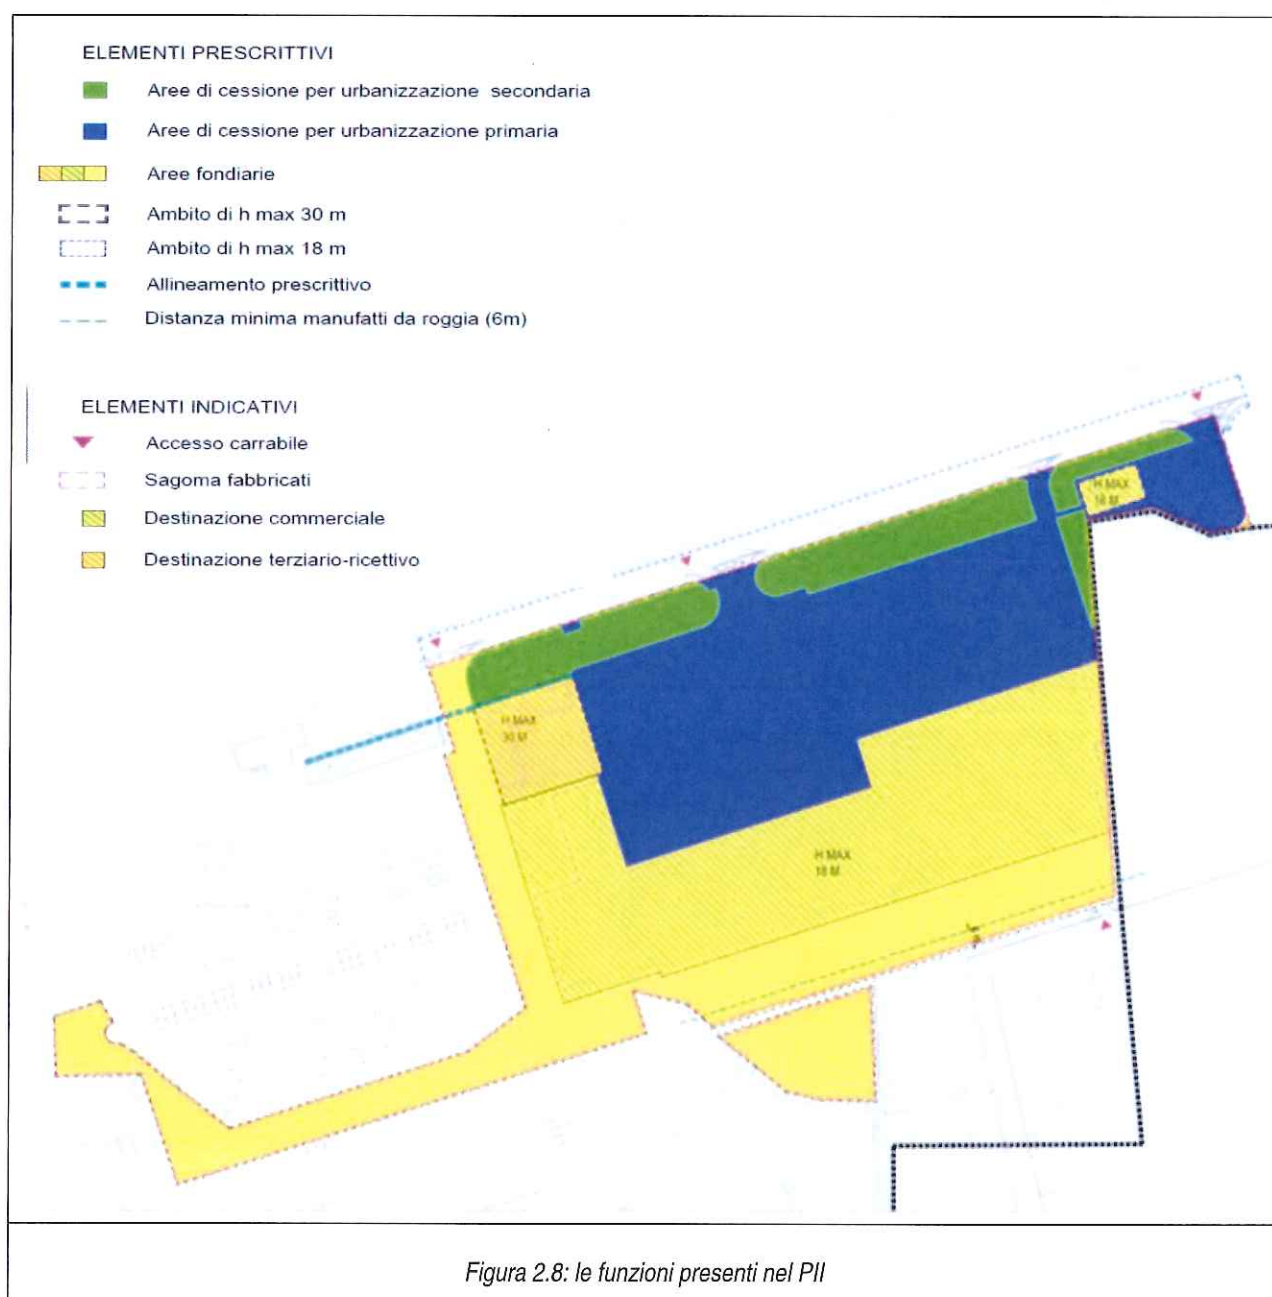 ELEMENTI PRESCRITTIVI
Aree di cessione per urbanizzazione secondaria
Aree di cessione per urbanizzazione primaria
Aree fondiarie
Ambito di h max 30 m
Ambito di h max 18 m
Allineamento prescrittivo
Distanza minima manufatti da roggia (6m)
ELEMENTI INDICATIVI
Accesso carrabile
Sagoma fabbricati
Destinazione commerciale
Destinazione terziario-ricettivo
H MAX
18 M
H MAX
30 M
H MAX
18 M
Figura 2.8: le funzioni presenti nel PII